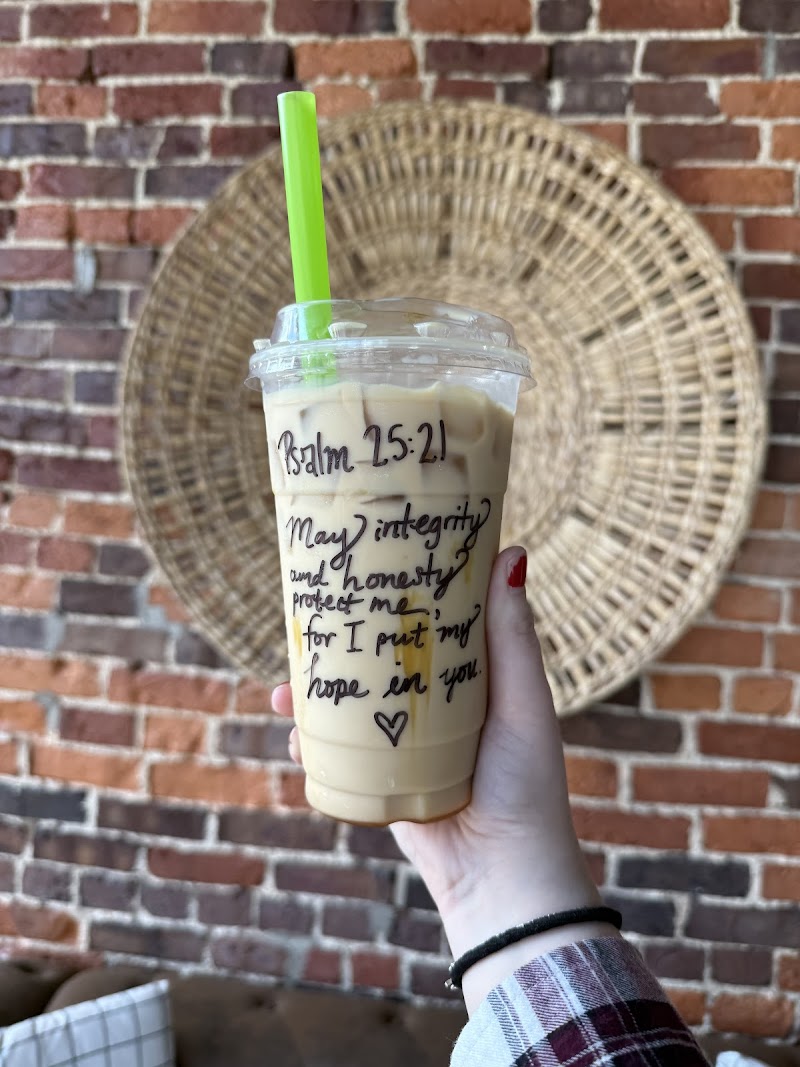 Psalm 25:21
May integrity
and honesty
protect me,
for I put my
hope in you.